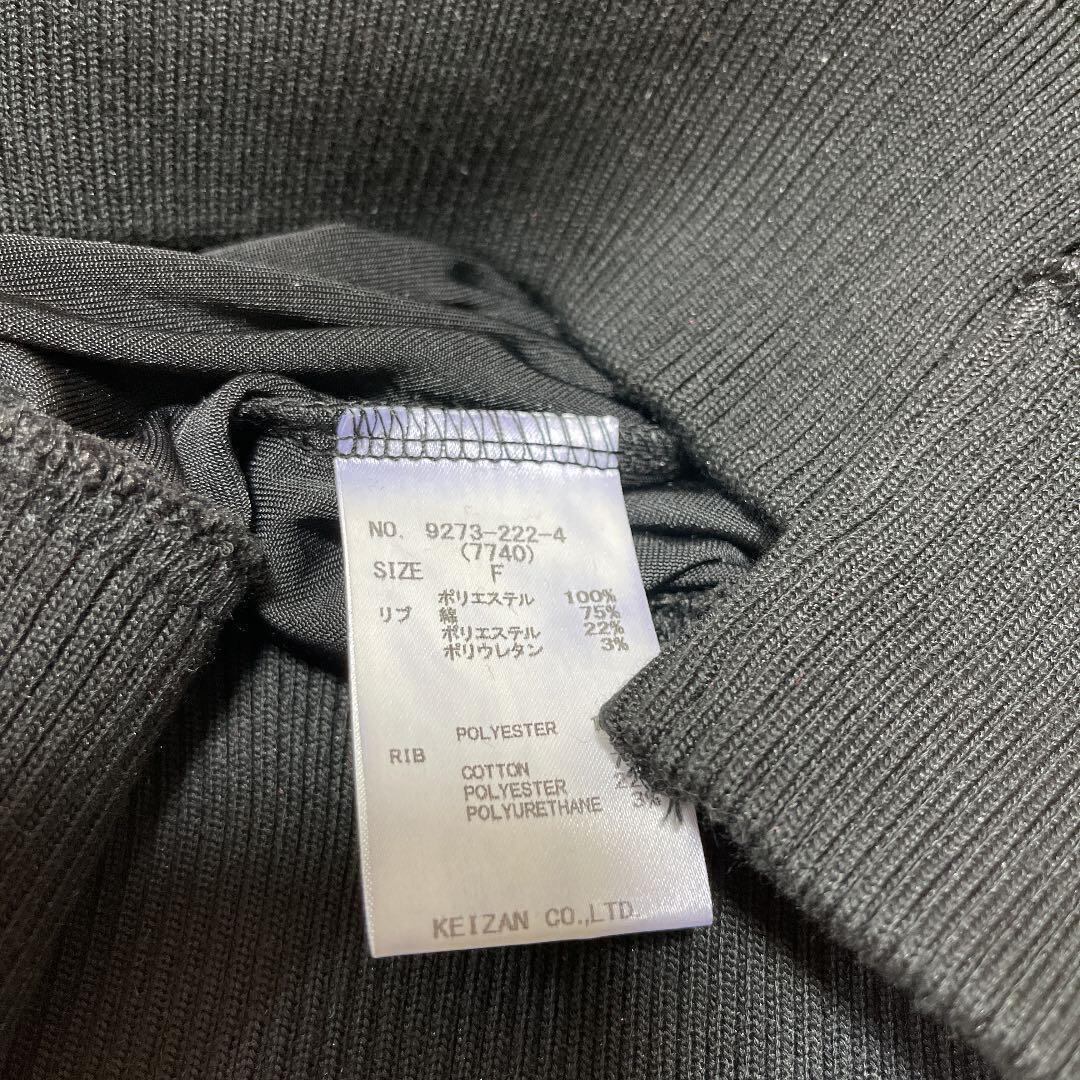 NO. 9273-222-4
(7740)
SIZE F
ポリエステル 100%
リブ 綿 75%
ポリエステル 22%
ポリウレタン 3%
POLYESTER
RIB
COTTON
POLYESTER
POLYURETHANE 3%
KEIZAN CO.,LTD.